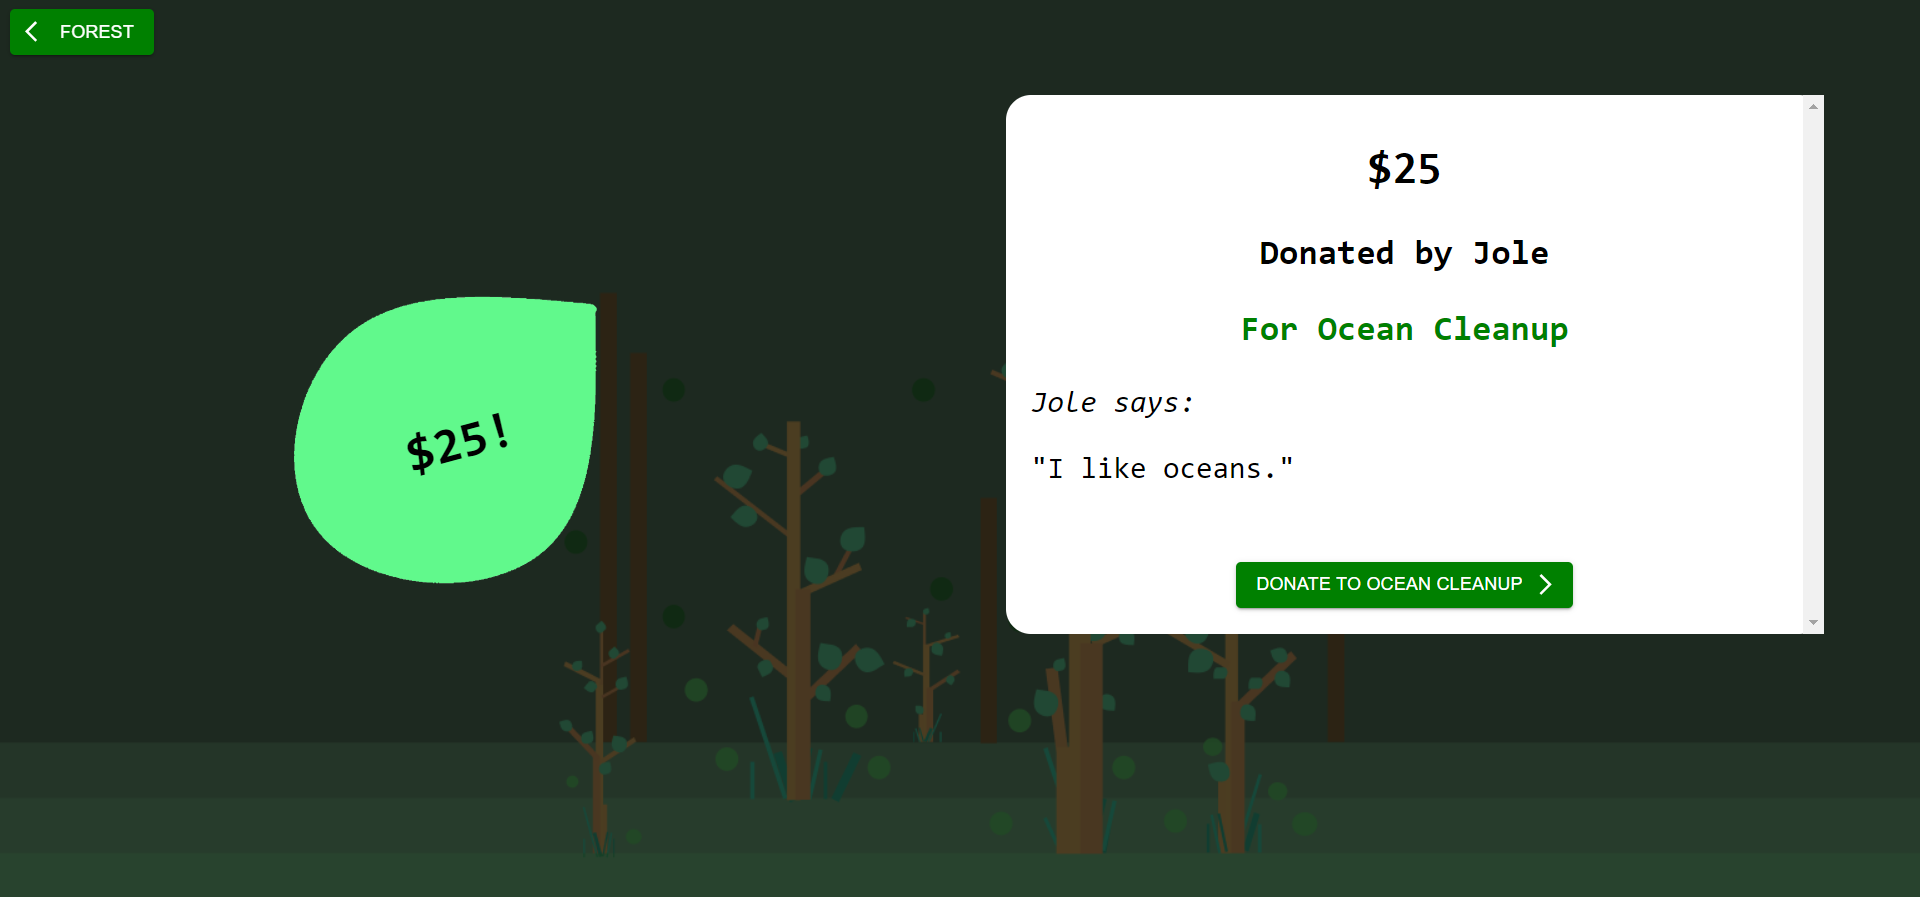 FOREST
$25
Donated by Jole
For Ocean Cleanup
Jole says:
$25!
"I like oceans."
DONATE TO OCEAN CLEANUP